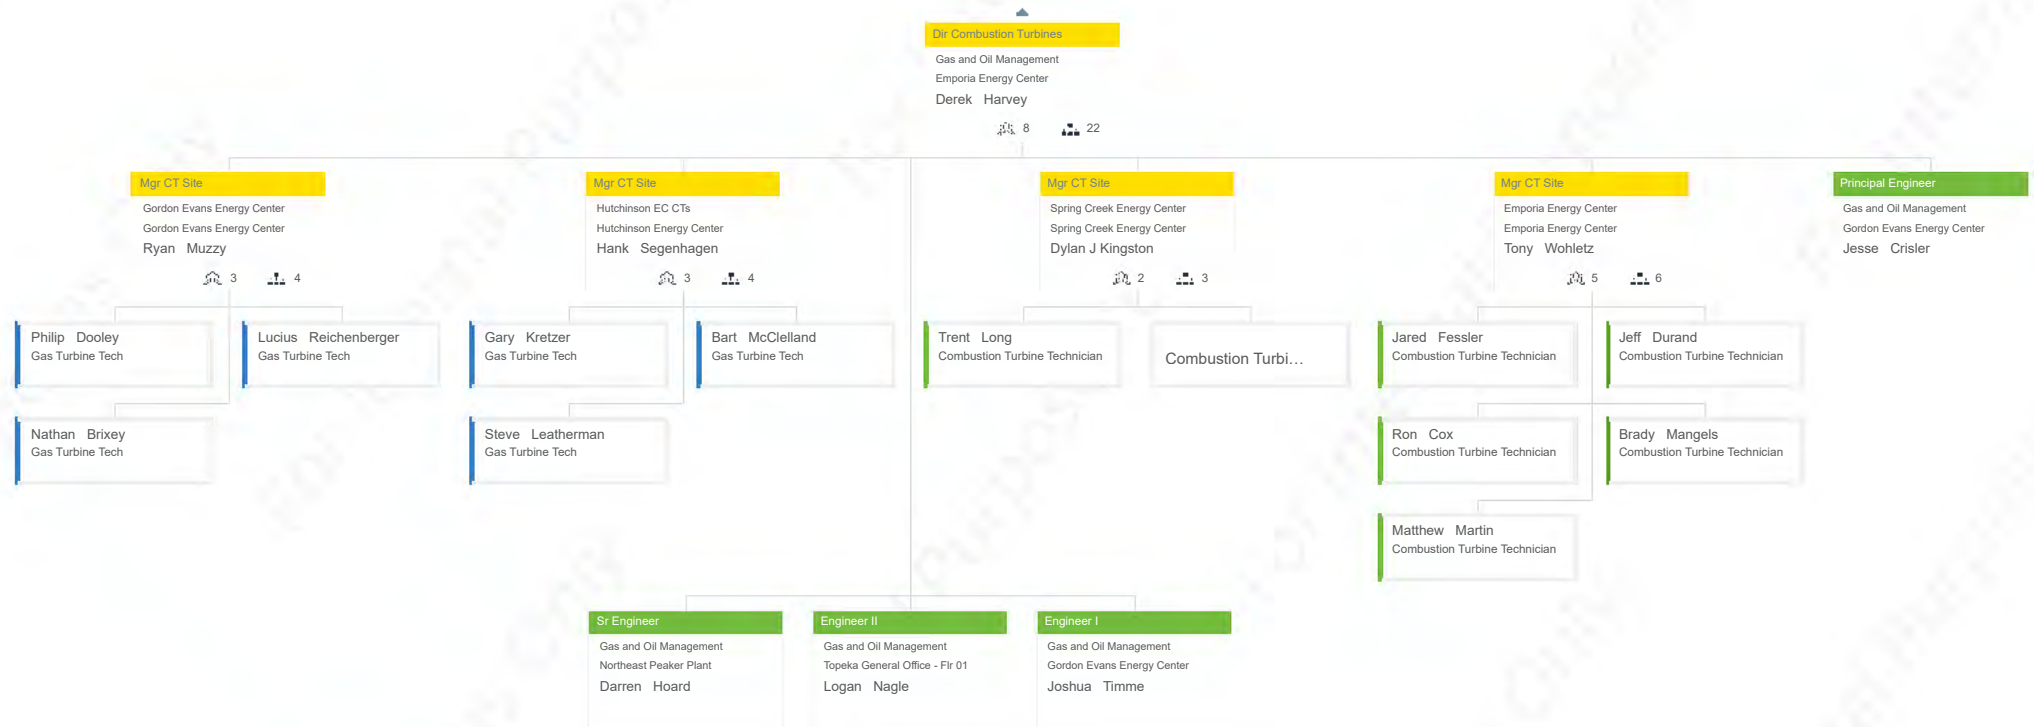 Dir Combustion Turbines
Gas and Oil Management
Emporia Energy Center
Derek Harvey
8 22
Mgr CT Site
Gordon Evans Energy Center
Gordon Evans Energy Center
Ryan Muzzy
3 4
Mgr CT Site
Hutchinson EC CTs
Hutchinson Energy Center
Hank Segenhagen
3 4
Mgr CT Site
Spring Creek Energy Center
Spring Creek Energy Center
Dylan J Kingston
2 3
Mgr CT Site
Emporia Energy Center
Emporia Energy Center
Tony Wohletz
5 6
Principal Engineer
Gas and Oil Management
Gordon Evans Energy Center
Jesse Crisler
Philip Dooley
Gas Turbine Tech
Lucius Reichenberger
Gas Turbine Tech
Nathan Brixey
Gas Turbine Tech
Gary Kretzer
Gas Turbine Tech
Bart McClelland
Gas Turbine Tech
Steve Leatherman
Gas Turbine Tech
Trent Long
Combustion Turbine Technician
Combustion Turbi...
Jared Fessler
Combustion Turbine Technician
Jeff Durand
Combustion Turbine Technician
Ron Cox
Combustion Turbine Technician
Brady Mangels
Combustion Turbine Technician
Matthew Martin
Combustion Turbine Technician
Sr Engineer
Gas and Oil Management
Northeast Peaker Plant
Darren Hoard
Engineer II
Gas and Oil Management
Topeka General Office - Flr 01
Logan Nagle
Engineer I
Gas and Oil Management
Gordon Evans Energy Center
Joshua Timme